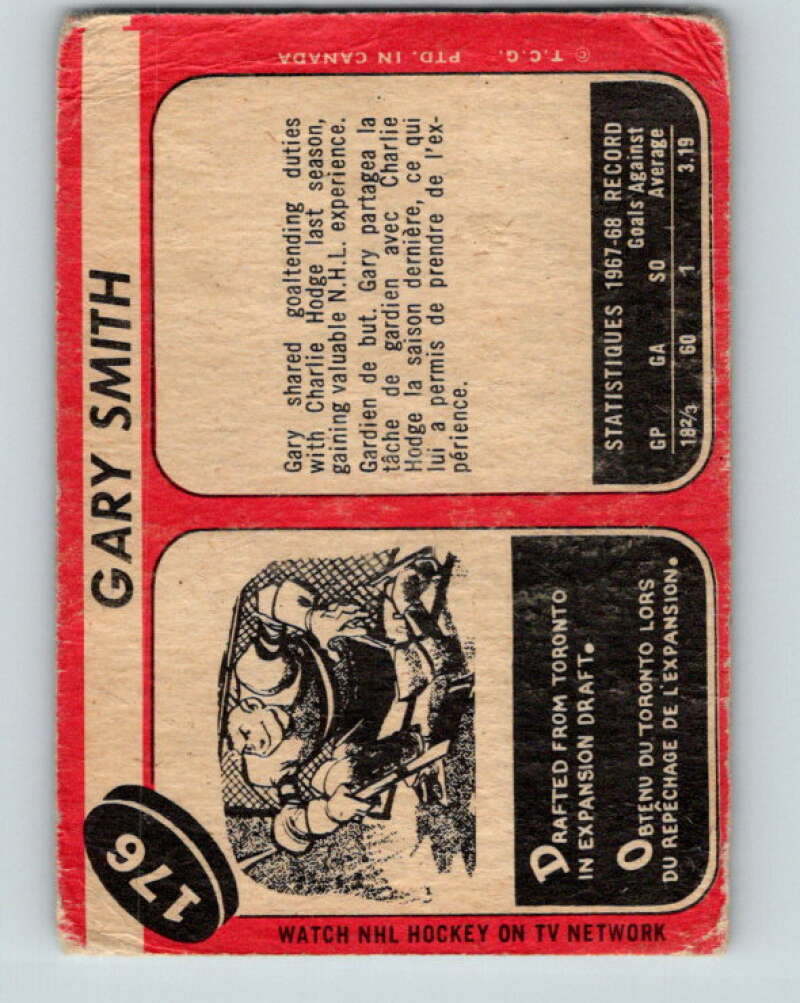 176
GARY SMITH
WATCH NHL HOCKEY ON TV NETWORK
DRAFTED FROM TORONTO
IN EXPANSION DRAFT.
OBTENU DU TORONTO LORS
DU REPÊCHAGE DE L'EXPANSION.
Gary shared goaltending duties
with Charlie Hodge last season,
gaining valuable N.H.L. experience.
Gardien de but. Gary partagea la
tâche de gardien avec Charlie
Hodge la saison dernière, ce qui
lui a permis de prendre de l'ex-
périence.
STATISTIQUES 1967-68 RECORD
Goals Against
GP GA SO Average
18⅔ 60 1 3.19
© T.C.G. PTD. IN CANADA